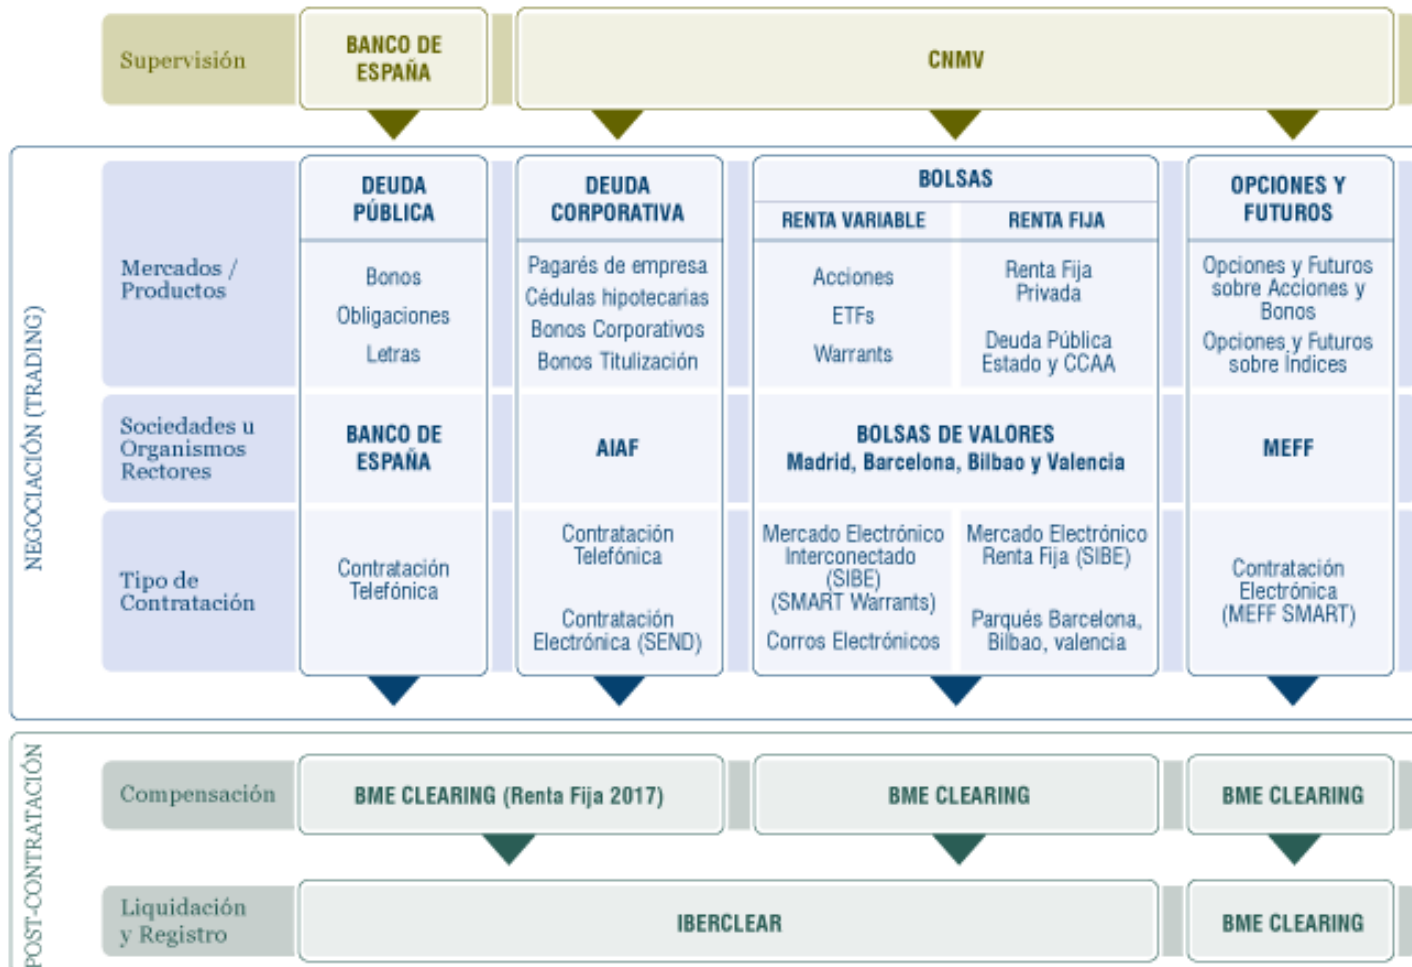 Supervisión
BANCO DE
ESPAÑA
CNMV
NEGOCIACIÓN (TRADING)
Mercados /
Productos
DEUDA
PÚBLICA
Bonos
Obligaciones
Letras
DEUDA
CORPORATIVA
Pagarés de empresa
Cédulas hipotecarias
Bonos Corporativos
Bonos Titulización
BOLSAS
RENTA VARIABLE
Acciones
ETFs
Warrants
RENTA FIJA
Renta Fija
Privada
Deuda Pública
Estado y CCAA
OPCIONES Y
FUTUROS
Opciones y Futuros
sobre Acciones y
Bonos
Opciones y Futuros
sobre Índices
Sociedades u
Organismos
Rectores
BANCO DE
ESPAÑA
AIAF
BOLSAS DE VALORES
Madrid, Barcelona, Bilbao y Valencia
MEFF
Tipo de
Contratación
Contratación
Telefónica
Contratación
Telefónica
Contratación
Electrónica (SEND)
Mercado Electrónico
Interconectado
(SIBE)
(SMART Warrants)
Corros Electrónicos
Mercado Electrónico
Renta Fija (SIBE)
Parqués Barcelona,
Bilbao, valencia
Contratación
Electrónica
(MEFF SMART)
POST-CONTRATACIÓN
Compensación
BME CLEARING (Renta Fija 2017)
BME CLEARING
BME CLEARING
Liquidación
y Registro
IBERCLEAR
BME CLEARING